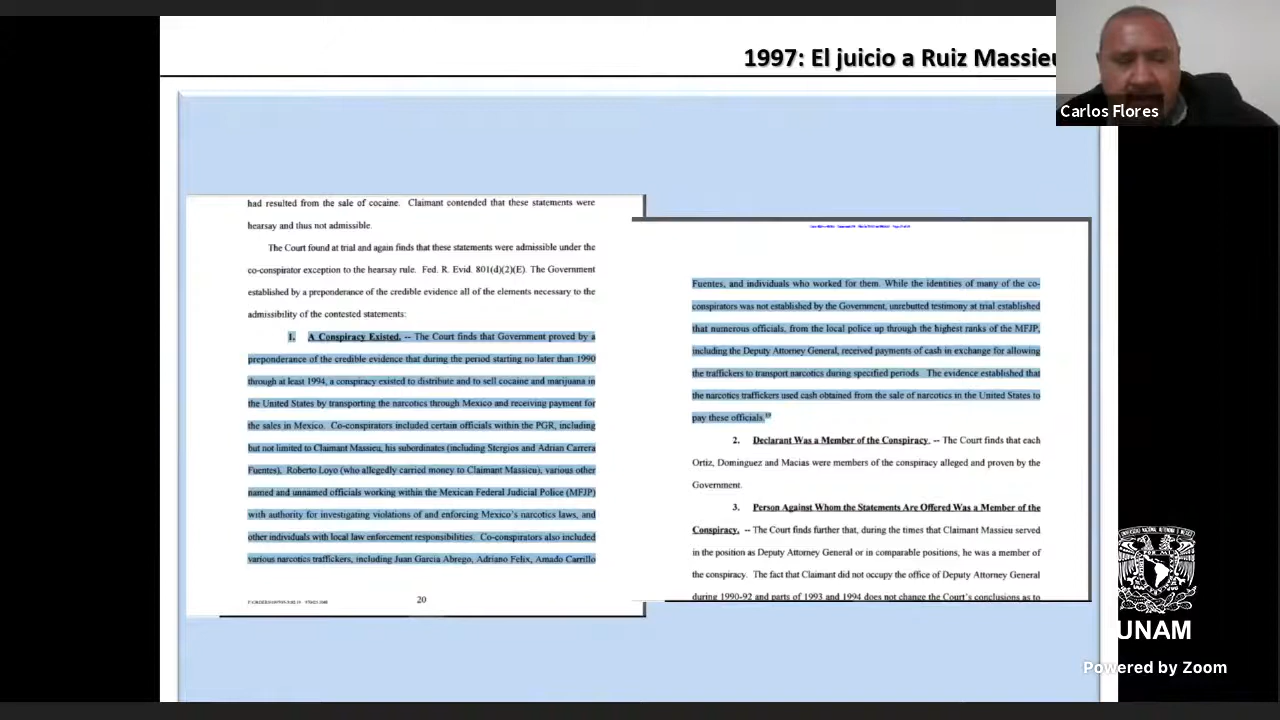 1997: El juicio a Ruiz Massieu
Carlos Flores
had resulted from the sale of cocaine. Claimant contended that these statements were
hearsay and thus not admissible.
The Court found at trial and again finds that these statements were admissible under the
co-conspirator exception to the hearsay rule. Fed. R. Evid. 801(d)(2)(E). The Government
established by a preponderance of the credible evidence all of the elements necessary to the
admissibility of the contested statements:
1. A Conspiracy Existed. -- The Court finds that Government proved by a
preponderance of the credible evidence that during the period starting no later than 1990
through at least 1994, a conspiracy existed to distribute and to sell cocaine and marijuana in
the United States by transporting the narcotics through Mexico and receiving payment for
the sales in Mexico. Co-conspirators included certain officials within the PGR, including
but not limited to Claimant Massieu, his subordinates (including Stergios and Adrian Carrera
Fuentes), Roberto Loyo (who allegedly carried money to Claimant Massieu), various other
named and unnamed officials working within the Mexican Federal Judicial Police (MFJP)
with authority for investigating violations of and enforcing Mexico's narcotics laws, and
other individuals with local law enforcement responsibilities. Co-conspirators also included
various narcotics traffickers, including Juan Garcia Abrego, Adriano Felix, Amado Carrillo
20
Fuentes, and individuals who worked for them. While the identities of many of the co-
conspirators was not established by the Government, unrebutted testimony at trial established
that numerous officials, from the local police up through the highest ranks of the MFJP,
including the Deputy Attorney General, received payments of cash in exchange for allowing
the traffickers to transport narcotics during specified periods. The evidence established that
the narcotics traffickers used cash obtained from the sale of narcotics in the United States to
pay these officials.
2. Declarant Was a Member of the Conspiracy. -- The Court finds that each
Ortiz, Dominguez and Macias were members of the conspiracy alleged and proven by the
Government.
3. Person Against Whom the Statements Are Offered Was a Member of the
Conspiracy. -- The Court finds further that, during the times that Claimant Massieu served
in the position as Deputy Attorney General or in comparable positions, he was a member of
the conspiracy. The fact that Claimant did not occupy the office of Deputy Attorney General
during 1990-92 and parts of 1993 and 1994 does not change the Court's conclusions as to
UNAM
Powered by Zoom